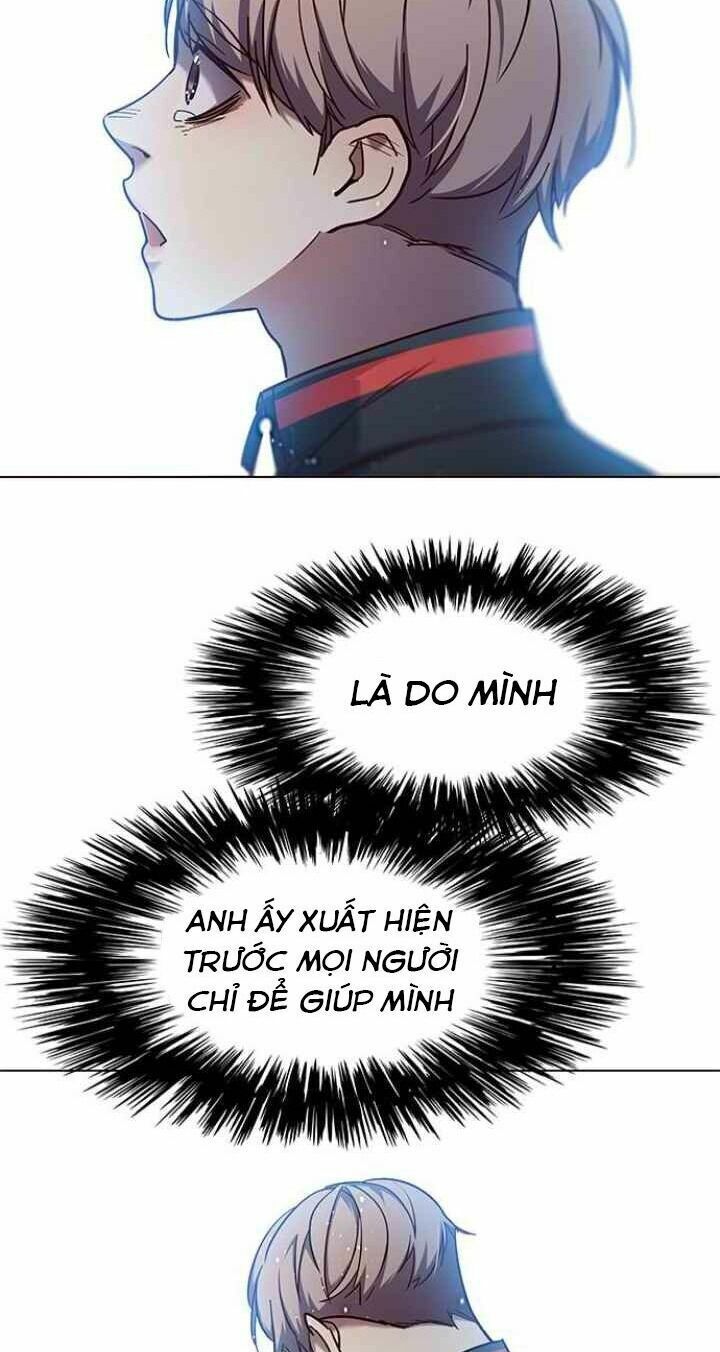 LÀ DO MÌNH
ANH ẤY XUẤT HIỆN
TRƯỚC MỌI NGƯỜI
CHỈ ĐỂ GIÚP MÌNH